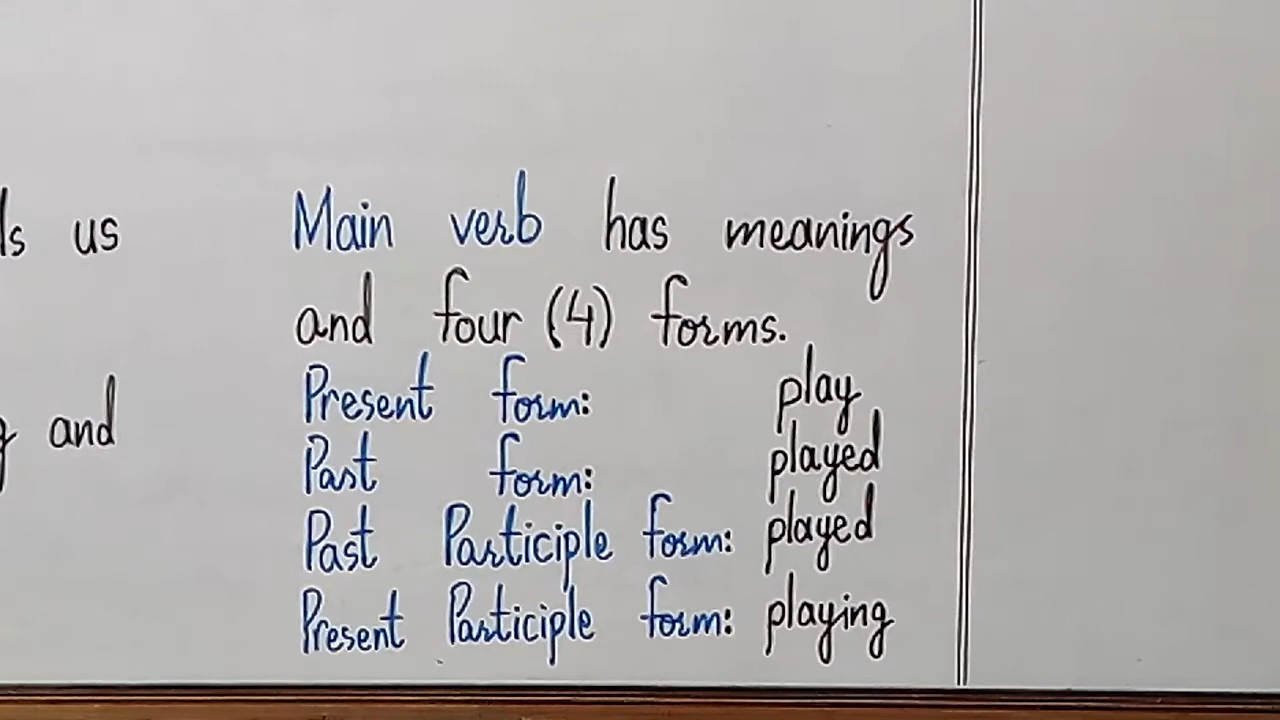 us
Main verb has meanings
and four (4) forms.
Present form: play
and
Past form: played
Past Participle form: played
Present Participle form: playing